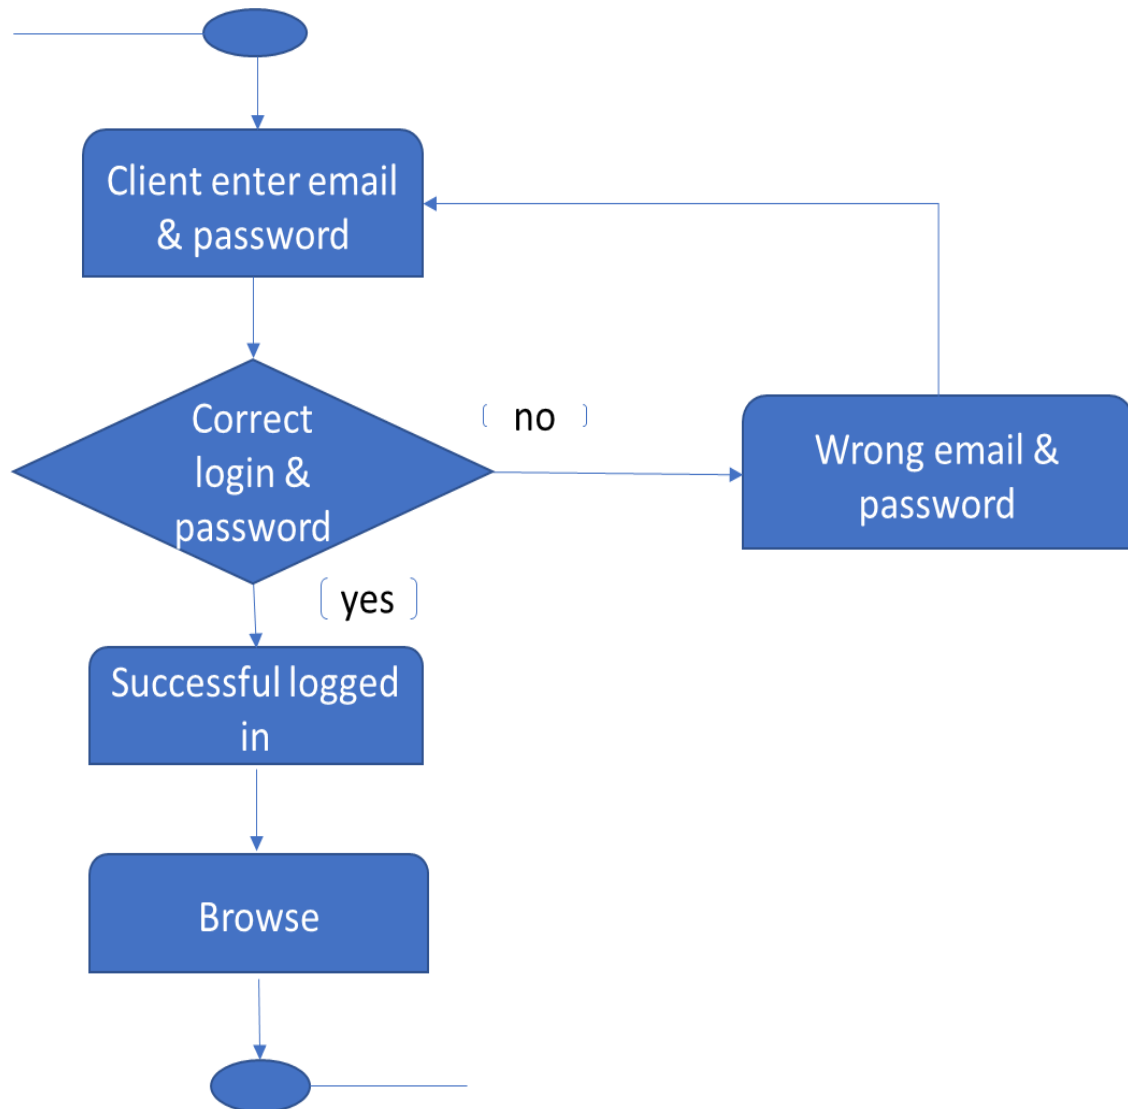 Client enter email
& password
Correct
login &
password
no
Wrong email &
password
yes
Successful logged
in
Browse